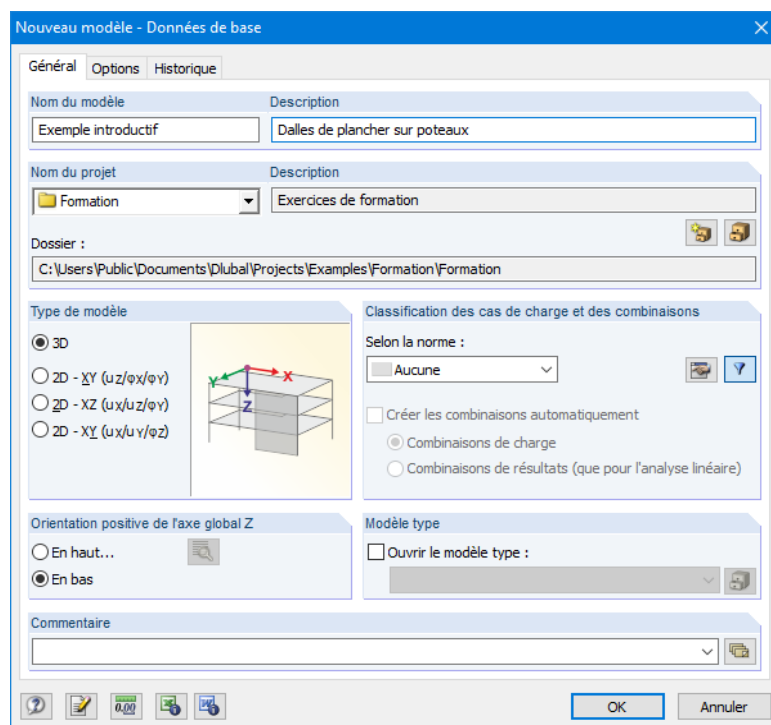 Nouveau modèle - Données de base
Général Options Historique
Nom du modèle Description
Exemple introductif Dalles de plancher sur poteaux
Nom du projet Description
Formation Exercices de formation
Dossier :
C:\Users\Public\Documents\Dlubal\Projects\Examples\Formation\Formation
Type de modèle
3D
2D - XY (uz/φx/φY)
2D - XZ (ux/uz/φY)
2D - XY (ux/uY/φz)
Y X
Z
Classification des cas de charge et des combinaisons
Selon la norme :
Aucune
Créer les combinaisons automatiquement
Combinaisons de charge
Combinaisons de résultats (que pour l'analyse linéaire)
Orientation positive de l'axe global Z
En haut...
En bas
Modèle type
Ouvrir le modèle type :
Commentaire
0.00
OK Annuler